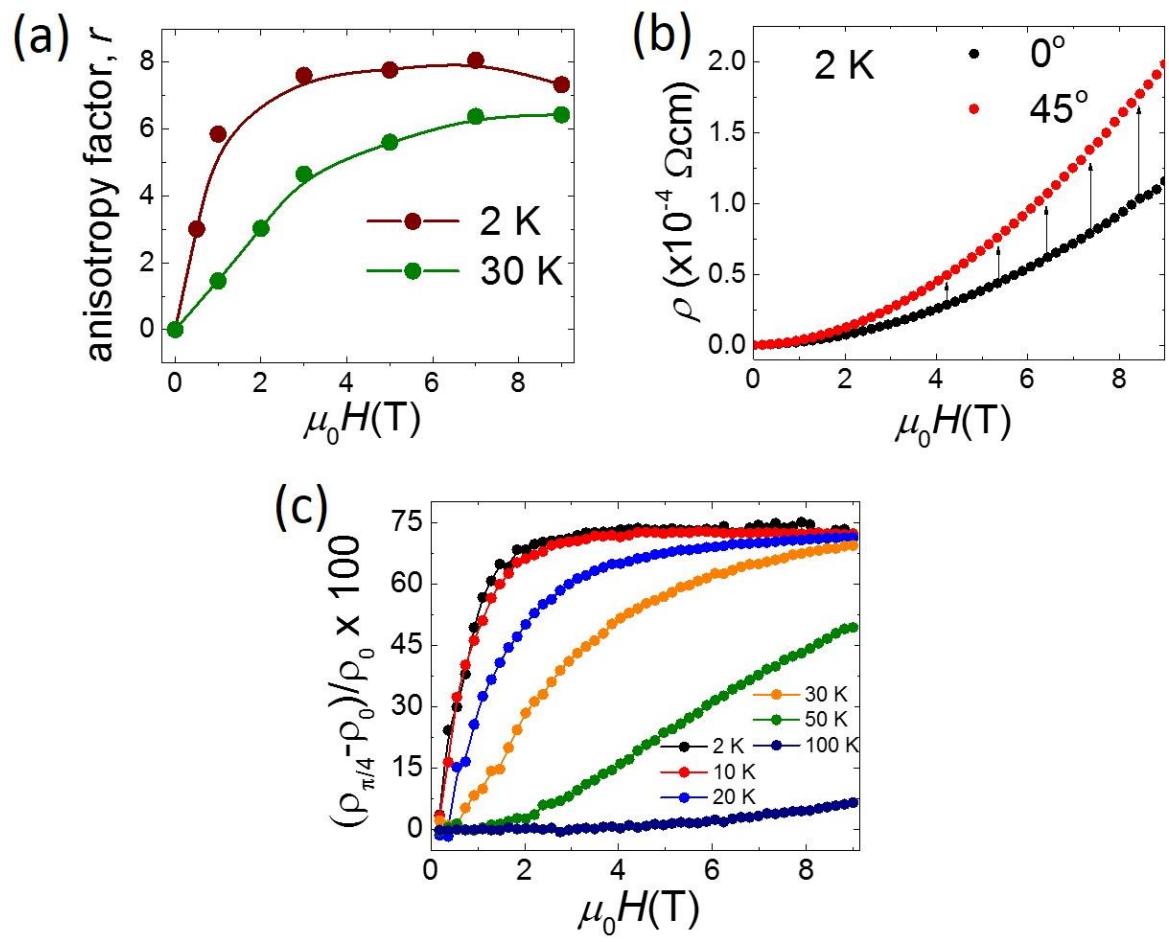 (a)
anisotropy factor, r
8
6
4
2
0
2 K
30 K
0 2 4 6 8
μ₀H(T)
(b)
2 K
0°
45°
ρ (x10⁻⁴ Ωcm)
2.0
1.5
1.0
0.5
0.0
0 2 4 6 8
μ₀H(T)
(c)
(ρπ/4-ρ₀)/ρ₀ x 100
75
60
45
30
15
0
30 K
50 K
2 K 100 K
10 K
20 K
0 2 4 6 8
μ₀H(T)